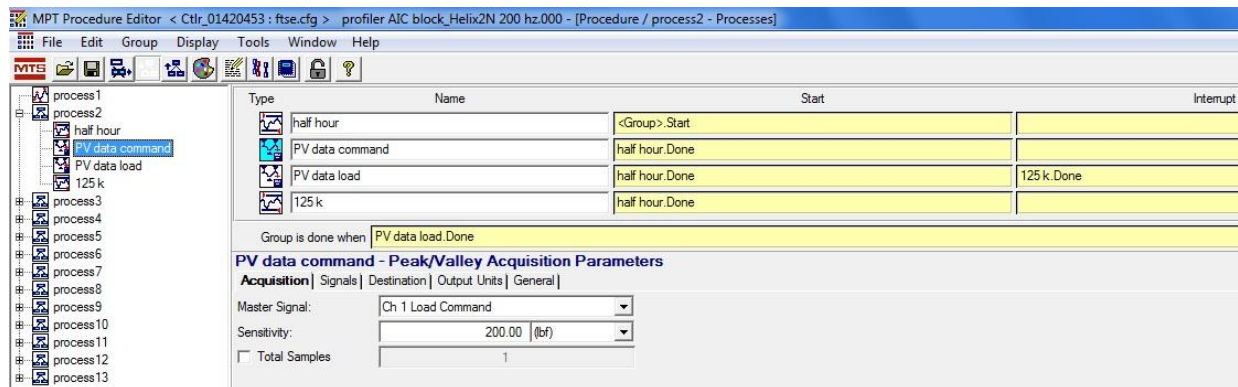 MPT Procedure Editor < Ctlr_01420453 : ftse.cfg > profiler AIC block_Helix2N 200 hz.000 - [Procedure / process2 - Processes]
File Edit Group Display Tools Window Help
MTS
process1
process2
half hour
PV data command
PV data load
125 k
process3
process4
process5
process6
process7
process8
process9
process10
process11
process12
process13
Type Name Start Interrupt
half hour <Group>.Start
PV data command half hour.Done
PV data load half hour.Done 125 k.Done
125 k half hour.Done
Group is done when PV data load.Done
PV data command - Peak/Valley Acquisition Parameters
Acquisition Signals Destination Output Units General
Master Signal: Ch 1 Load Command
Sensitivity: 200.00 (lbf)
Total Samples 1